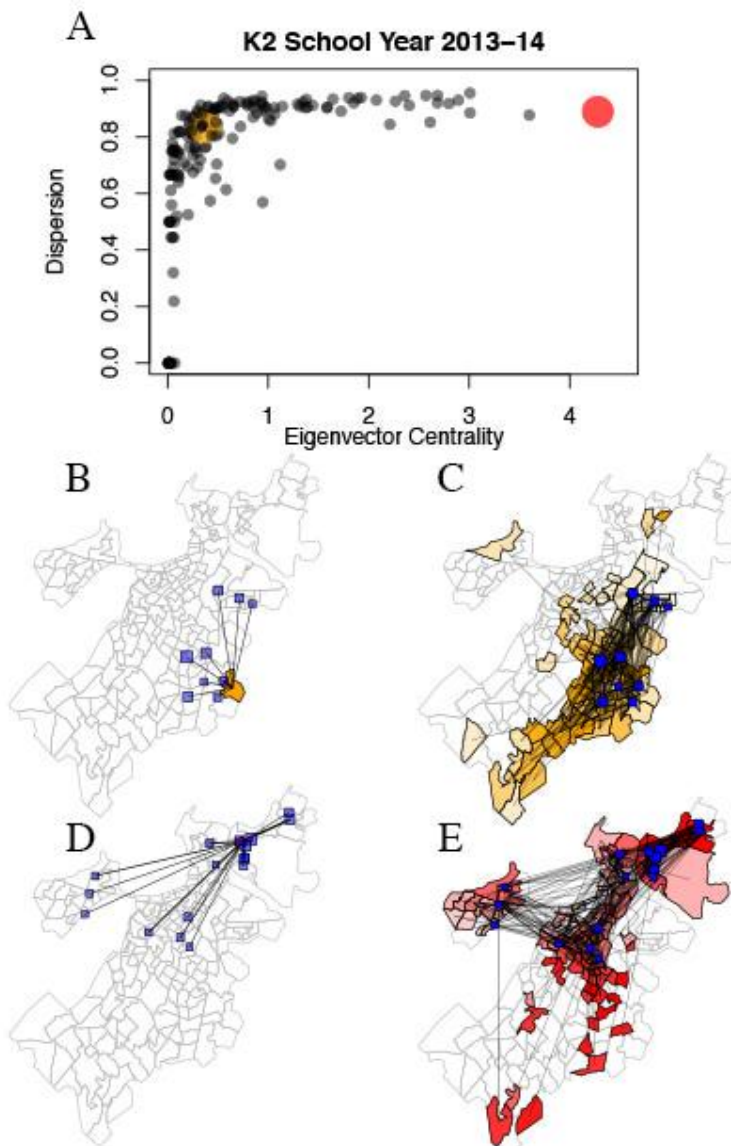 A
K2 School Year 2013–14
Dispersion
1.0
0.8
0.6
0.4
0.2
0.0
0 1 2 3 4
Eigenvector Centrality
B
C
D
E